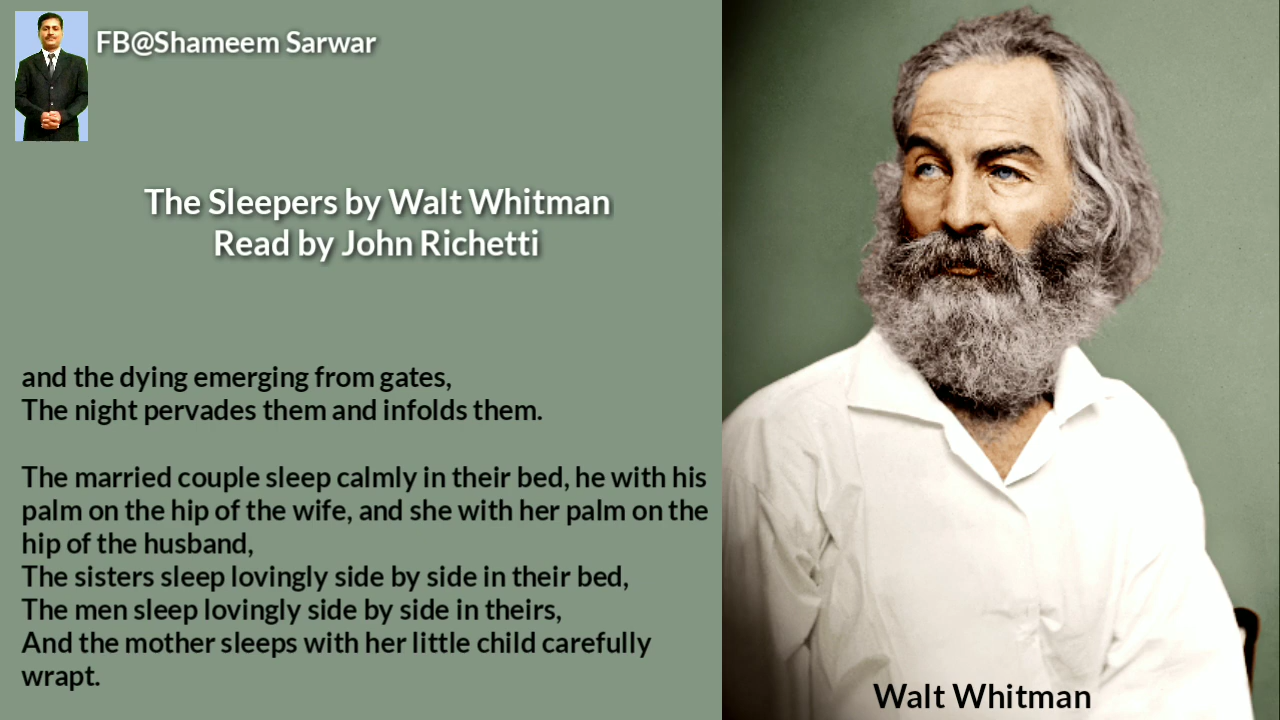 FB@Shameem Sarwar
The Sleepers by Walt Whitman
Read by John Richetti
and the dying emerging from gates,
The night pervades them and infolds them.
The married couple sleep calmly in their bed, he with his
palm on the hip of the wife, and she with her palm on the
hip of the husband,
The sisters sleep lovingly side by side in their bed,
The men sleep lovingly side by side in theirs,
And the mother sleeps with her little child carefully
wrapt.
Walt Whitman